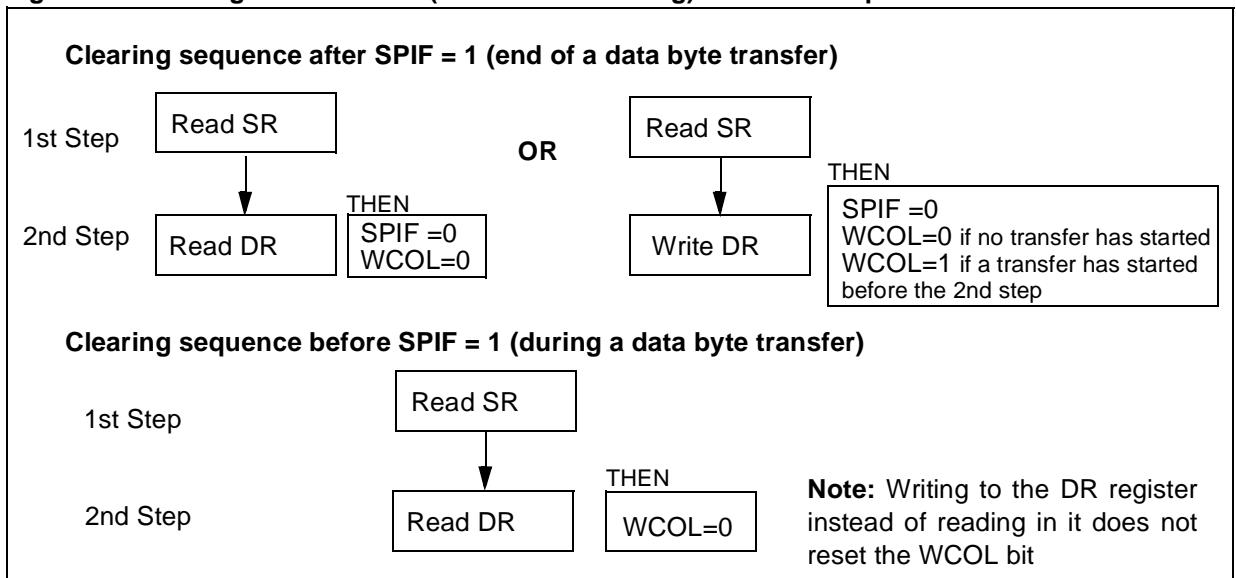 Clearing sequence after SPIF = 1 (end of a data byte transfer)
1st Step
Read SR
OR
Read SR
THEN
2nd Step
Read DR
THEN
SPIF =0
WCOL=0
Write DR
SPIF =0
WCOL=0 if no transfer has started
WCOL=1 if a transfer has started
before the 2nd step
Clearing sequence before SPIF = 1 (during a data byte transfer)
1st Step
Read SR
2nd Step
Read DR
THEN
WCOL=0
Note: Writing to the DR register
instead of reading in it does not
reset the WCOL bit